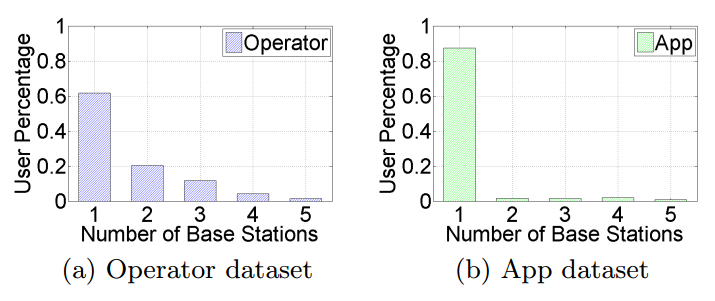 User Percentage
1
0.8
0.6
0.4
0.2
0
Operator
1 2 3 4 5
Number of Base Stations
(a) Operator dataset
User Percentage
1
0.8
0.6
0.4
0.2
0
App
1 2 3 4 5
Number of Base Stations
(b) App dataset